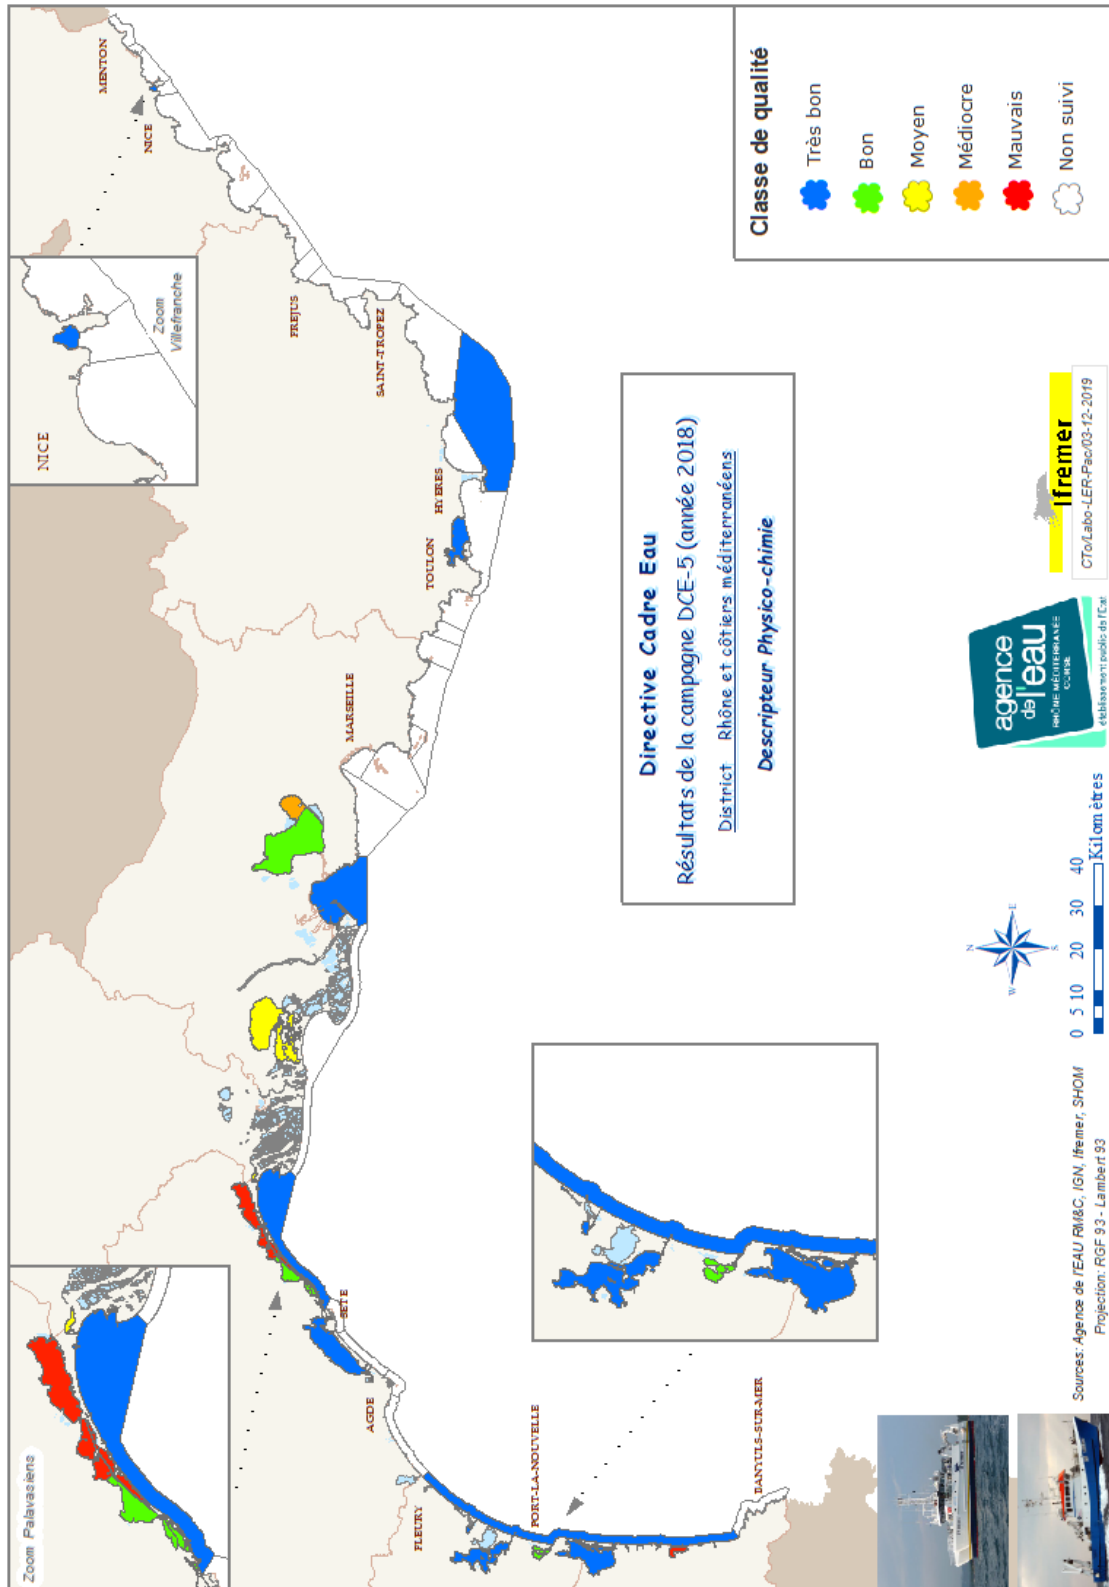 Zoom Palavasiens
NICE
Zoom
Villefranche
MENTON
NICE
FREJUS
SAINT-TROPEZ
HYERES
TOULON
MARSEILLE
SETE
AGDE
FLEURY
PORT-LA-NOUVELLE
BANYULS-SUR-MER
Directive Cadre Eau
Résultats de la campagne DCE-5 (année 2018)
District Rhône et côtiers méditerranéens
Descripteur Physico-chimie
Classe de qualité
Très bon
Bon
Moyen
Médiocre
Mauvais
Non suivi
Sources: Agence de l'EAU RM&C, IGN, Ifremer, SHOM
Projection: RGF 93 - Lambert 93
N
W
E
S
0 5 10 20 30 40
Kilomètres
agence
de l'eau
RHÔNE MÉDITERRANÉE
CORSE
établissement public de l'État
Ifremer
CTo/Labo-LER-Pac/03-12-2019